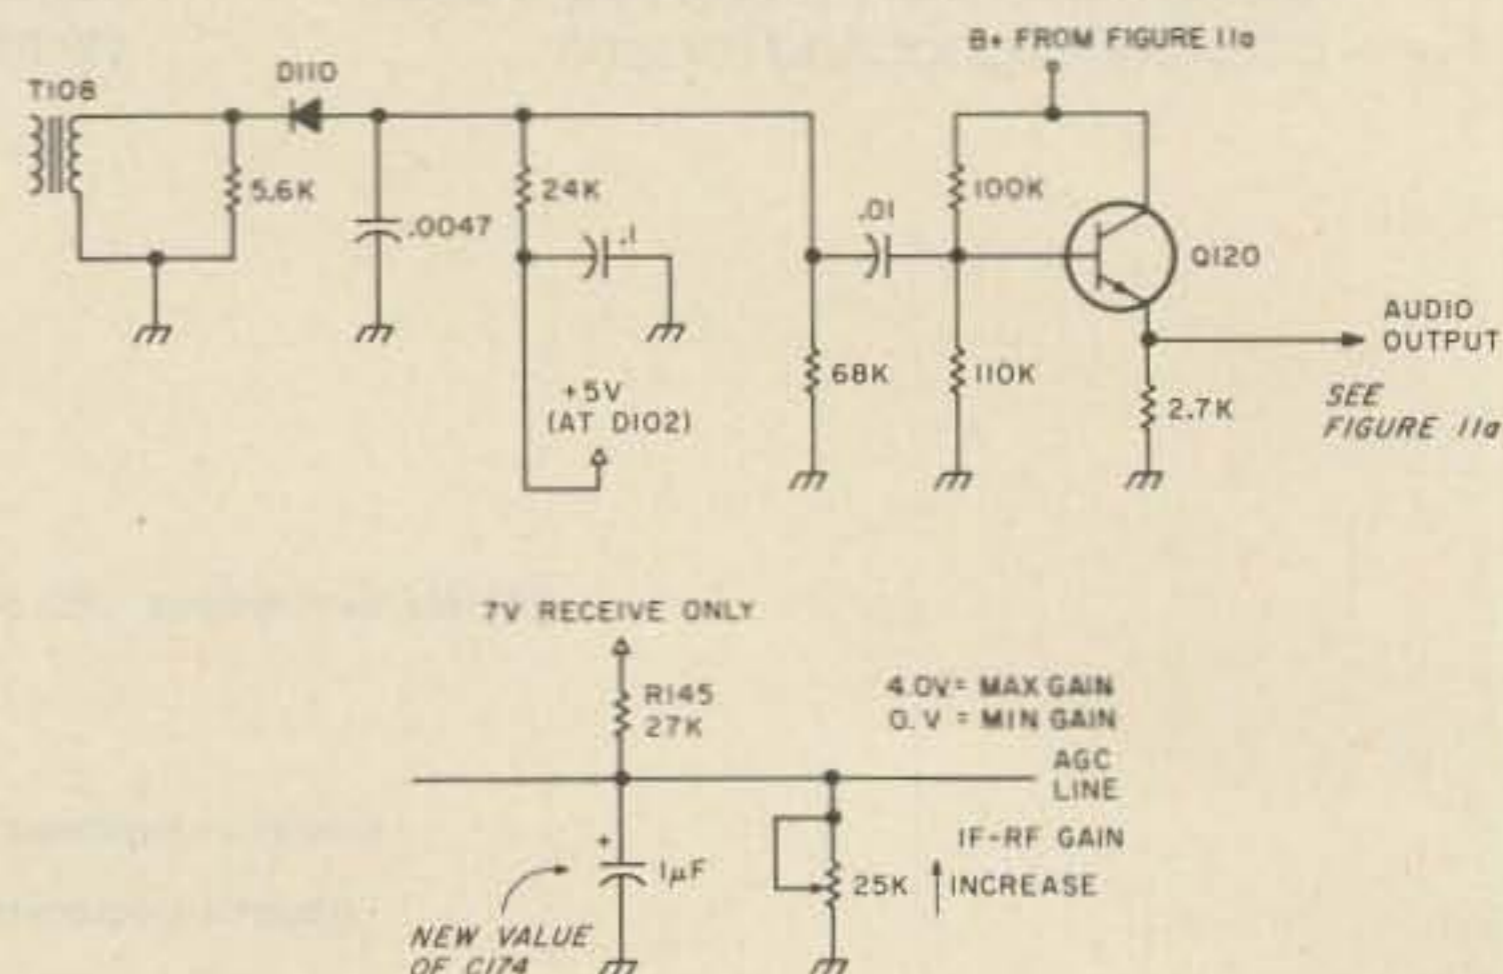 B+ FROM FIGURE 11a
T108
D110
5.6K
.0047
24K
.1
+5V
(AT D102)
68K
.01
100K
110K
Q120
2.7K
AUDIO
OUTPUT
SEE
FIGURE 11a
7V RECEIVE ONLY
R145
27K
4.0V = MAX GAIN
0. V = MIN GAIN
AGC
LINE
+
1µF
25K
IF-RF GAIN
INCREASE
NEW VALUE
OF C174